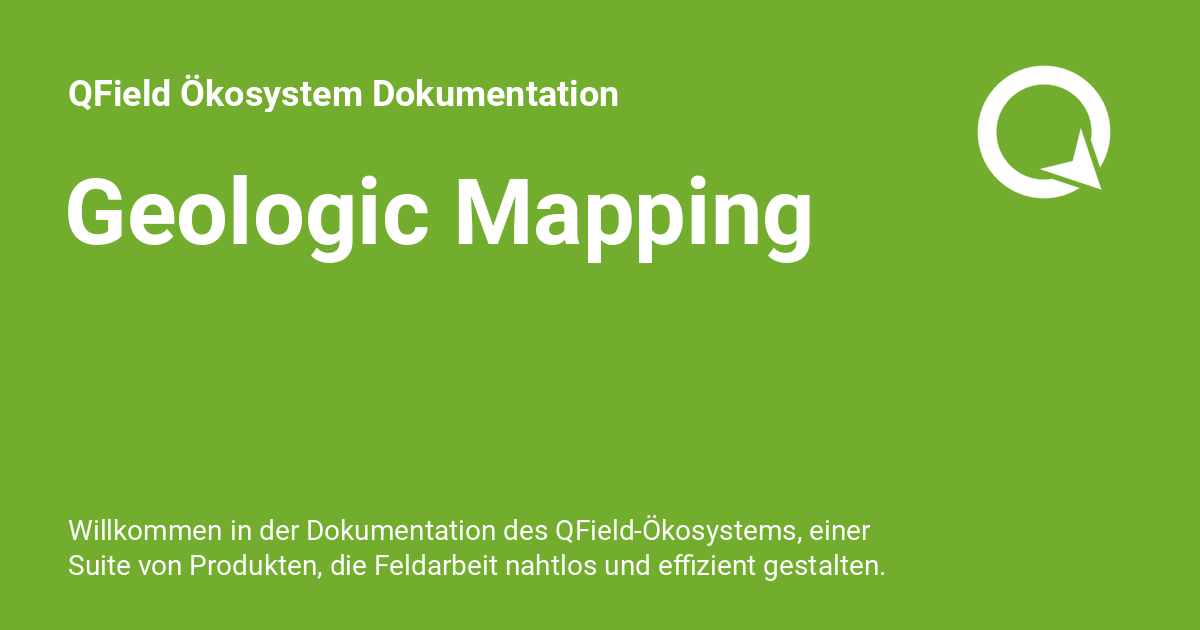 QField Ökosystem Dokumentation
Geologic Mapping
Willkommen in der Dokumentation des QField-Ökosystems, einer
Suite von Produkten, die Feldarbeit nahtlos und effizient gestalten.